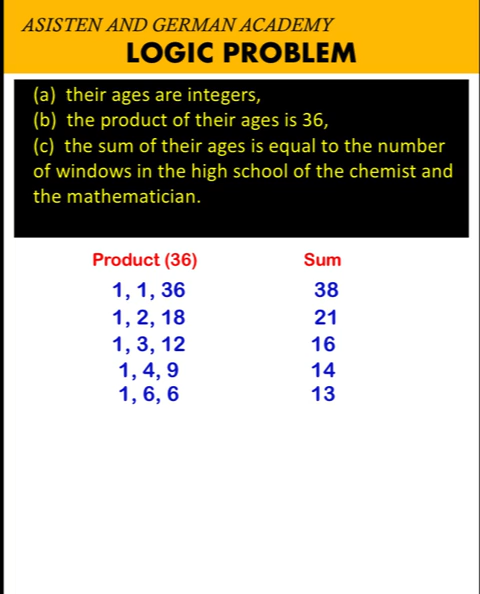 ASISTEN AND GERMAN ACADEMY
LOGIC PROBLEM
(a) their ages are integers,
(b) the product of their ages is 36,
(c) the sum of their ages is equal to the number
of windows in the high school of the chemist and
the mathematician.
Product (36) Sum
1, 1, 36 38
1, 2, 18 21
1, 3, 12 16
1, 4, 9 14
1, 6, 6 13